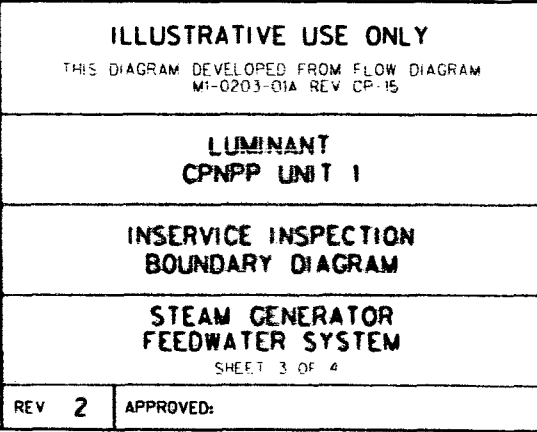 ILLUSTRATIVE USE ONLY
THIS DIAGRAM DEVELOPED FROM FLOW DIAGRAM
M1-0203-01A REV CP-15
LUMINANT
CPNPP UNIT 1
INSERVICE INSPECTION
BOUNDARY DIAGRAM
STEAM GENERATOR
FEEDWATER SYSTEM
SHEET 3 OF 4
REV 2 APPROVED: